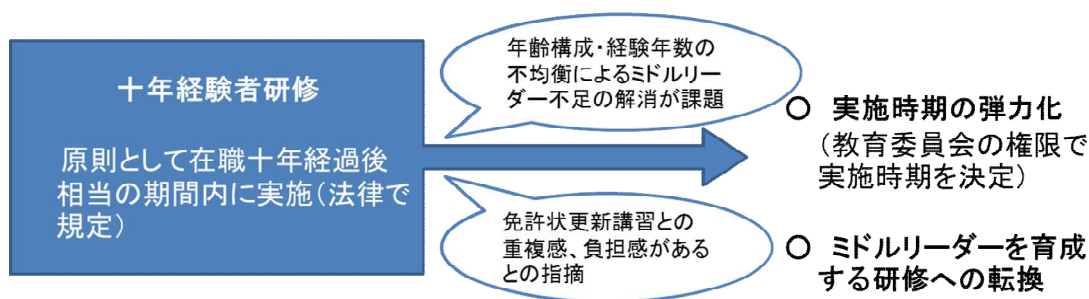 十年経験者研修
原則として在職十年経過後
相当の期間内に実施(法律で
規定)
年齢構成・経験年数の
不均衡によるミドルリー
ダー不足の解消が課題
免許状更新講習との
重複感、負担感がある
との指摘
○ 実施時期の弾力化
(教育委員会の権限で
実施時期を決定)
○ ミドルリーダーを育成
する研修への転換